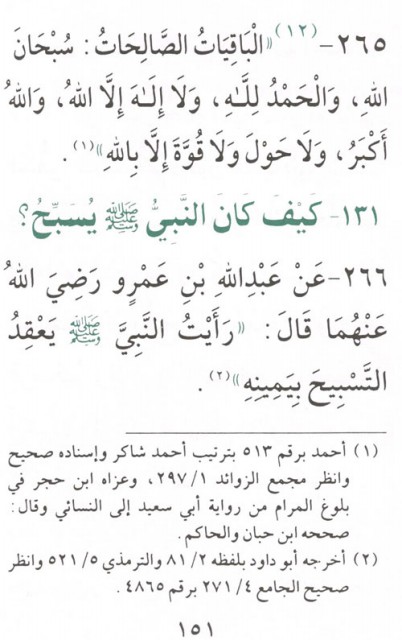 ٢٦٥-(١٢)«الْبَاقِيَاتُ الصَّالِحَاتُ: سُبْحَانَ
اللهِ، وَالْحَمْدُ لِلَّـهِ، وَلَا إِلَـٰهَ إِلَّا اللهُ، وَاللهُ
أَكْبَرُ، وَلَا حَوْلَ وَلَا قُوَّةَ إِلَّا بِاللهِ»(١).
١٣١- كَيْفَ كَانَ النَّبِيُّ ﷺ يُسَبِّحُ؟
٢٦٦-عَنْ عَبْدِاللهِ بْنِ عَمْرٍو رَضِيَ اللهُ
عَنْهُمَا قَالَ: «رَأَيْتُ النَّبِيَّ ﷺ يَعْقِدُ
التَّسْبِيحَ بِيَمِينِهِ»(٢).
(١) أحمد برقم ٥١٣ بترتيب أحمد شاكر وإسناده صحيح
وانظر مجمع الزوائد ١/ ٢٩٧، وعزاه ابن حجر في
بلوغ المرام من رواية أبي سعيد إلى النسائي وقال:
صححه ابن حبان والحاكم.
(٢) أخرجه أبو داود بلفظه ٢/ ٨١ والترمذي ٥/ ٥٢١ وانظر
صحيح الجامع ٤/ ٢٧١ برقم ٤٨٦٥.
١٥١